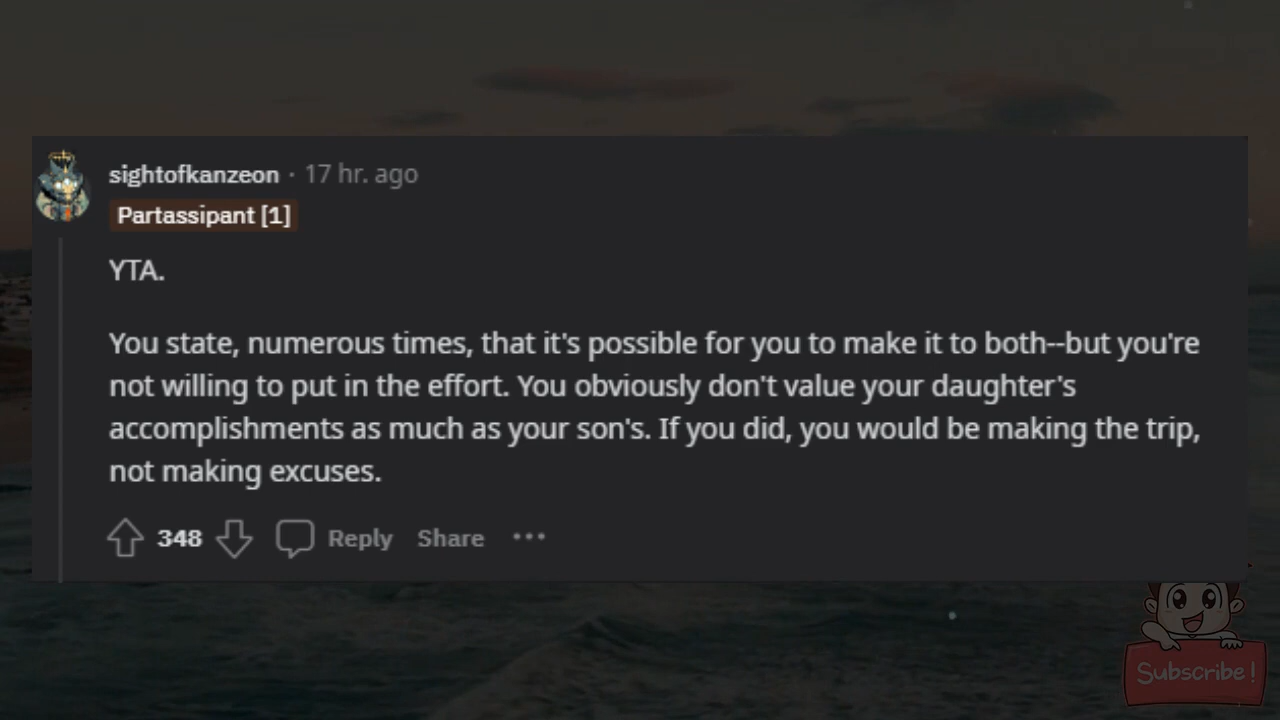 sightofkanzeon · 17 hr. ago
Partassipant [1]
YTA.
You state, numerous times, that it's possible for you to make it to both--but you're
not willing to put in the effort. You obviously don't value your daughter's
accomplishments as much as your son's. If you did, you would be making the trip,
not making excuses.
348 Reply Share ···
Subscribe!